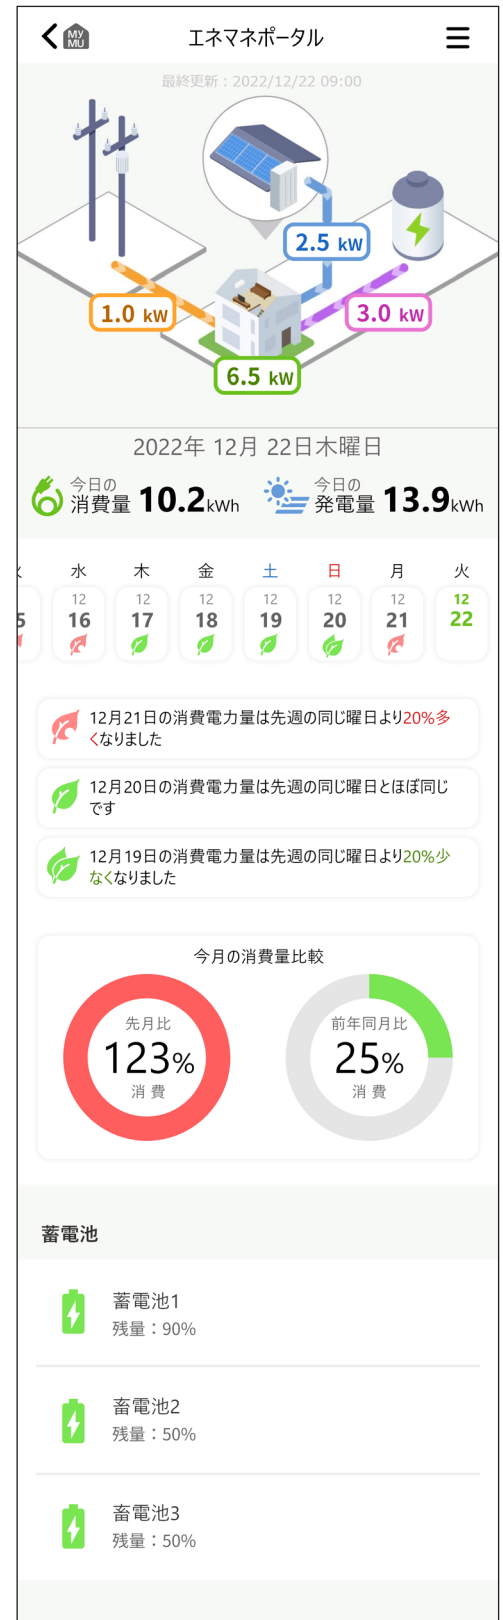 MY
MU
エネマネポータル
最終更新：2022/12/22 09:00
2.5 kW
1.0 kW
3.0 kW
6.5 kW
2022年 12月 22日木曜日
今日の
消費量 10.2kWh
今日の
発電量 13.9kWh
水 木 金 土 日 月 火
12 12 12 12 12 12 12
5 16 17 18 19 20 21 22
12月21日の消費電力量は先週の同じ曜日より20%多
くなりました
12月20日の消費電力量は先週の同じ曜日とほぼ同じ
です
12月19日の消費電力量は先週の同じ曜日より20%少
なくなりました
今月の消費量比較
先月比
123%
消費
前年同月比
25%
消費
蓄電池
蓄電池1
残量：90%
畜電池2
残量：50%
畜電池3
残量：50%